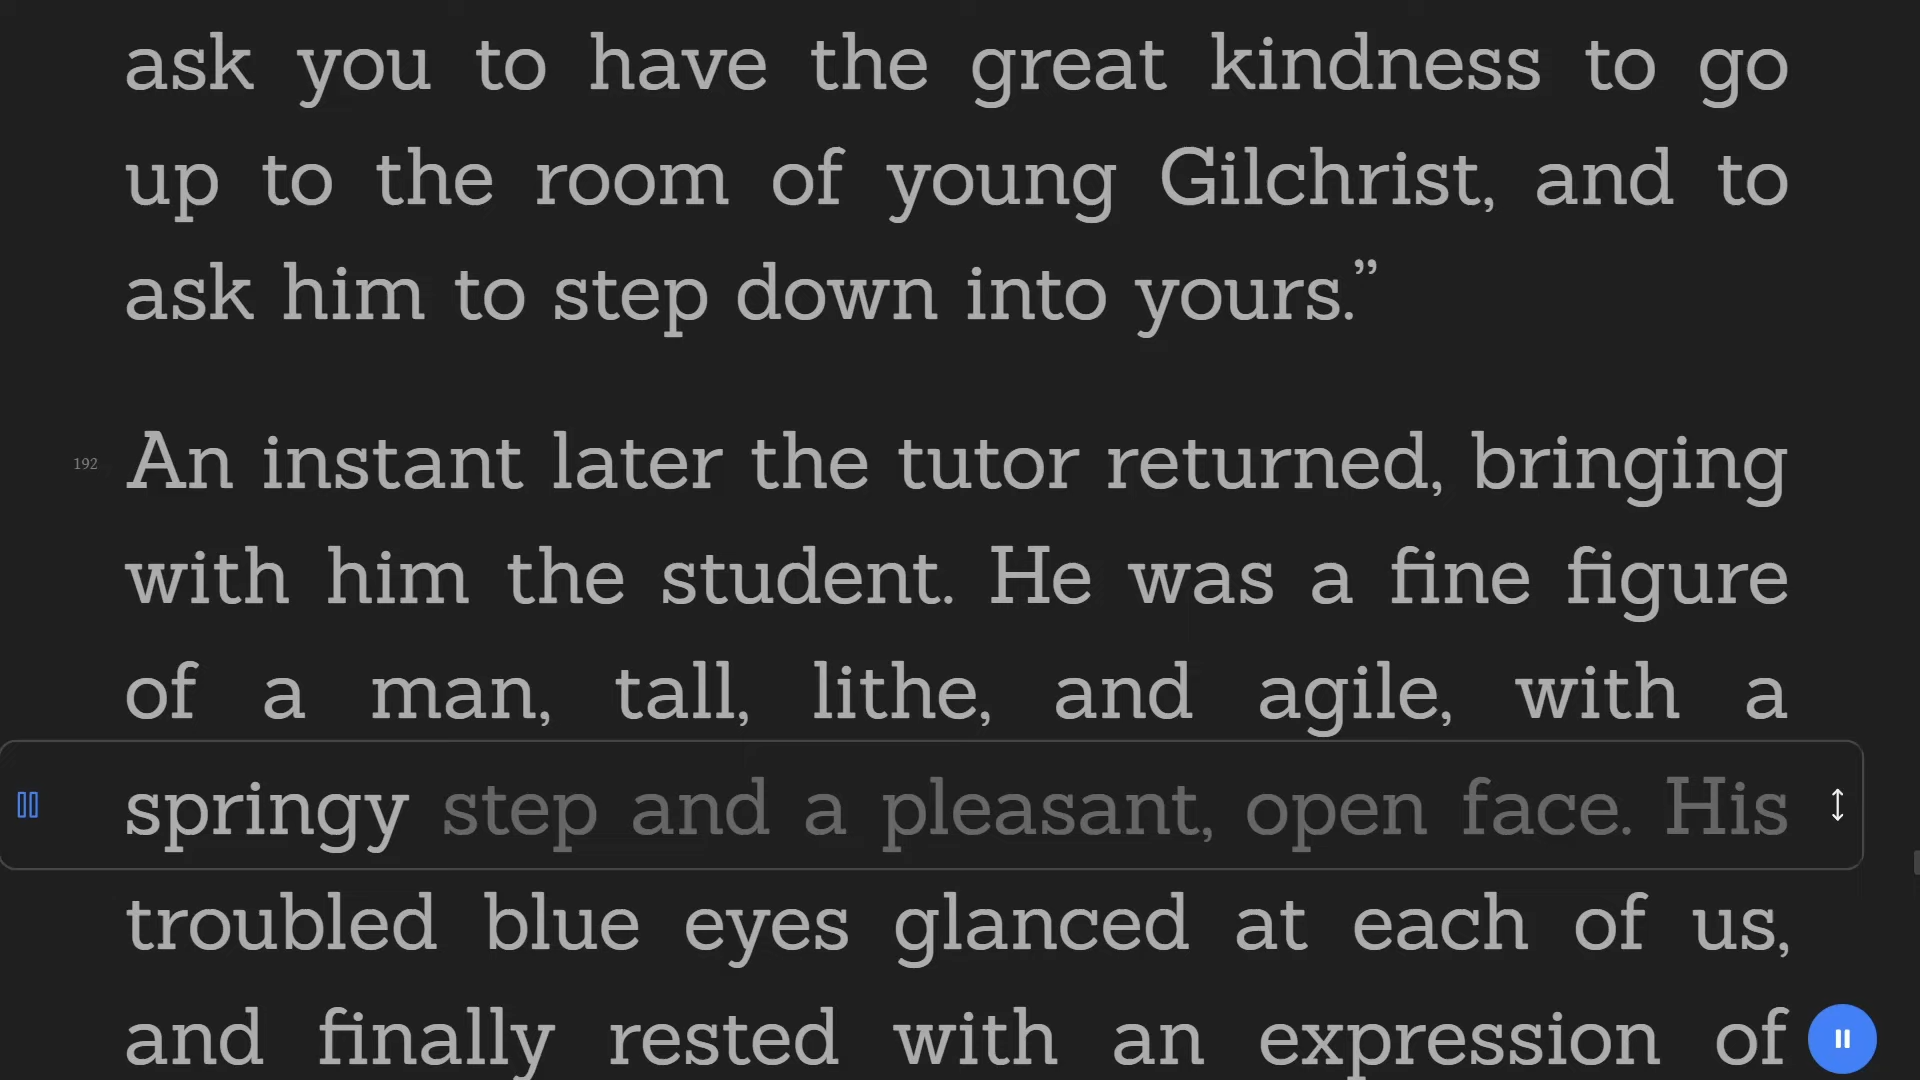 ask you to have the great kindness to go
up to the room of young Gilchrist, and to
ask him to step down into yours.”
192
An instant later the tutor returned, bringing
with him the student. He was a fine figure
of a man, tall, lithe, and agile, with a
springy step and a pleasant, open face. His
troubled blue eyes glanced at each of us,
and finally rested with an expression of